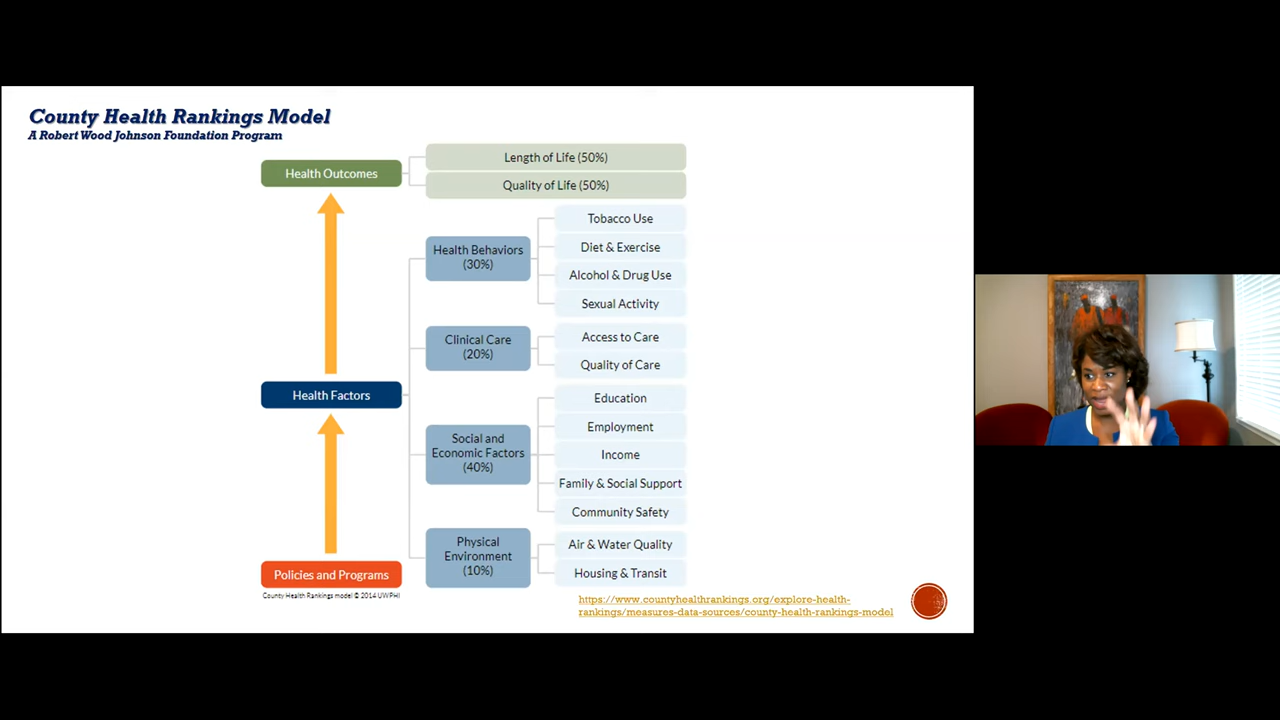 County Health Rankings Model
A Robert Wood Johnson Foundation Program
Health Outcomes
Length of Life (50%)
Quality of Life (50%)
Health Behaviors
(30%)
Tobacco Use
Diet & Exercise
Alcohol & Drug Use
Sexual Activity
Clinical Care
(20%)
Access to Care
Quality of Care
Health Factors
Social and
Economic Factors
(40%)
Education
Employment
Income
Family & Social Support
Community Safety
Physical
Environment
(10%)
Air & Water Quality
Housing & Transit
Policies and Programs
County Health Rankings model © 2014 UWPHI
https://www.countyhealthrankings.org/explore-health-
rankings/measures-data-sources/county-health-rankings-model